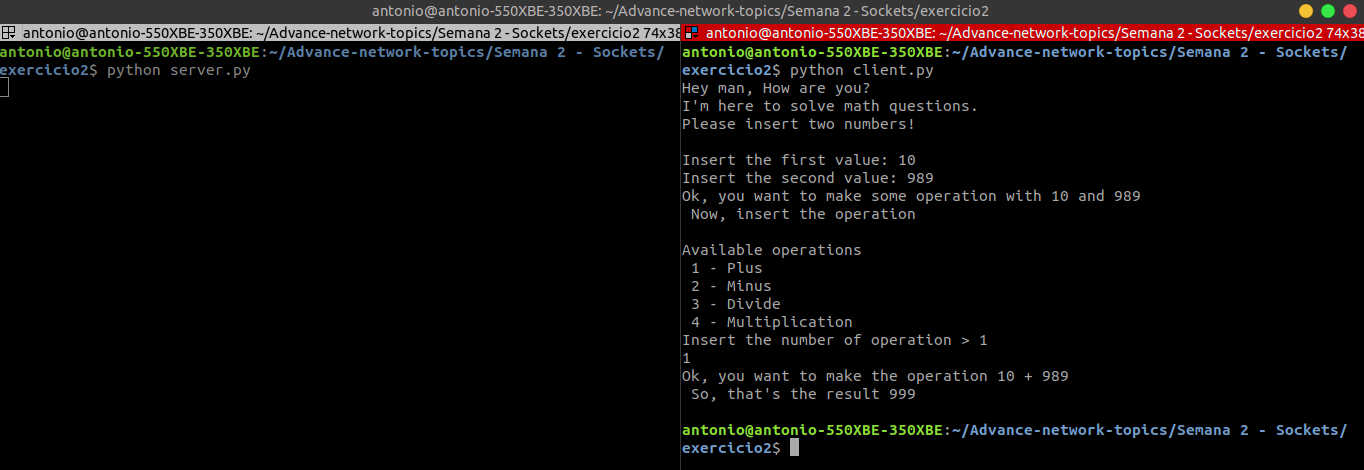 antonio@antonio-550XBE-350XBE: ~/Advance-network-topics/Semana 2 - Sockets/exercicio2
antonio@antonio-550XBE-350XBE: ~/Advance-network-topics/Semana 2 - Sockets/exercicio2 74x38
antonio@antonio-550XBE-350XBE:~/Advance-network-topics/Semana 2 - Sockets/
exercicio2$ python server.py
antonio@antonio-550XBE-350XBE: ~/Advance-network-topics/Semana 2 - Sockets/exercicio2 74x38
antonio@antonio-550XBE-350XBE:~/Advance-network-topics/Semana 2 - Sockets/
exercicio2$ python client.py
Hey man, How are you?
I'm here to solve math questions.
Please insert two numbers!
Insert the first value: 10
Insert the second value: 989
Ok, you want to make some operation with 10 and 989
Now, insert the operation
Available operations
1 - Plus
2 - Minus
3 - Divide
4 - Multiplication
Insert the number of operation > 1
1
Ok, you want to make the operation 10 + 989
So, that's the result 999
antonio@antonio-550XBE-350XBE:~/Advance-network-topics/Semana 2 - Sockets/
exercicio2$